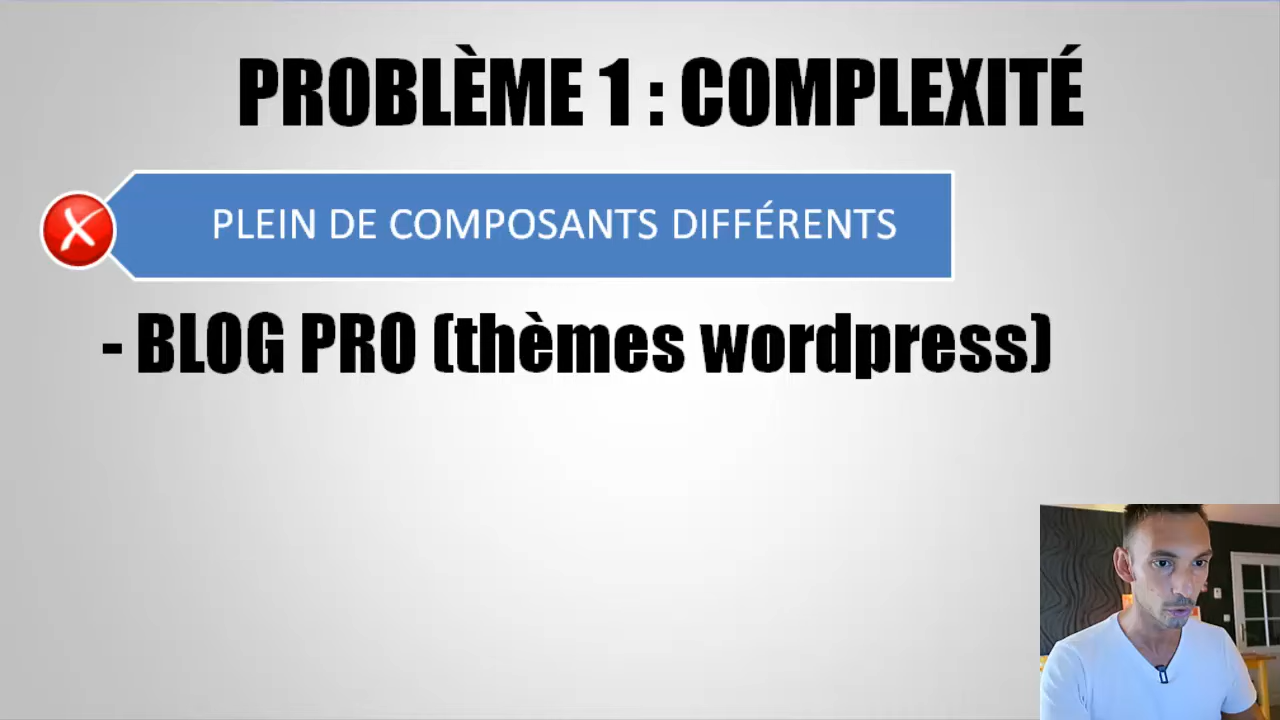 PROBLÈME 1 : COMPLEXITÉ
PLEIN DE COMPOSANTS DIFFÉRENTS
- BLOG PRO (thèmes wordpress)